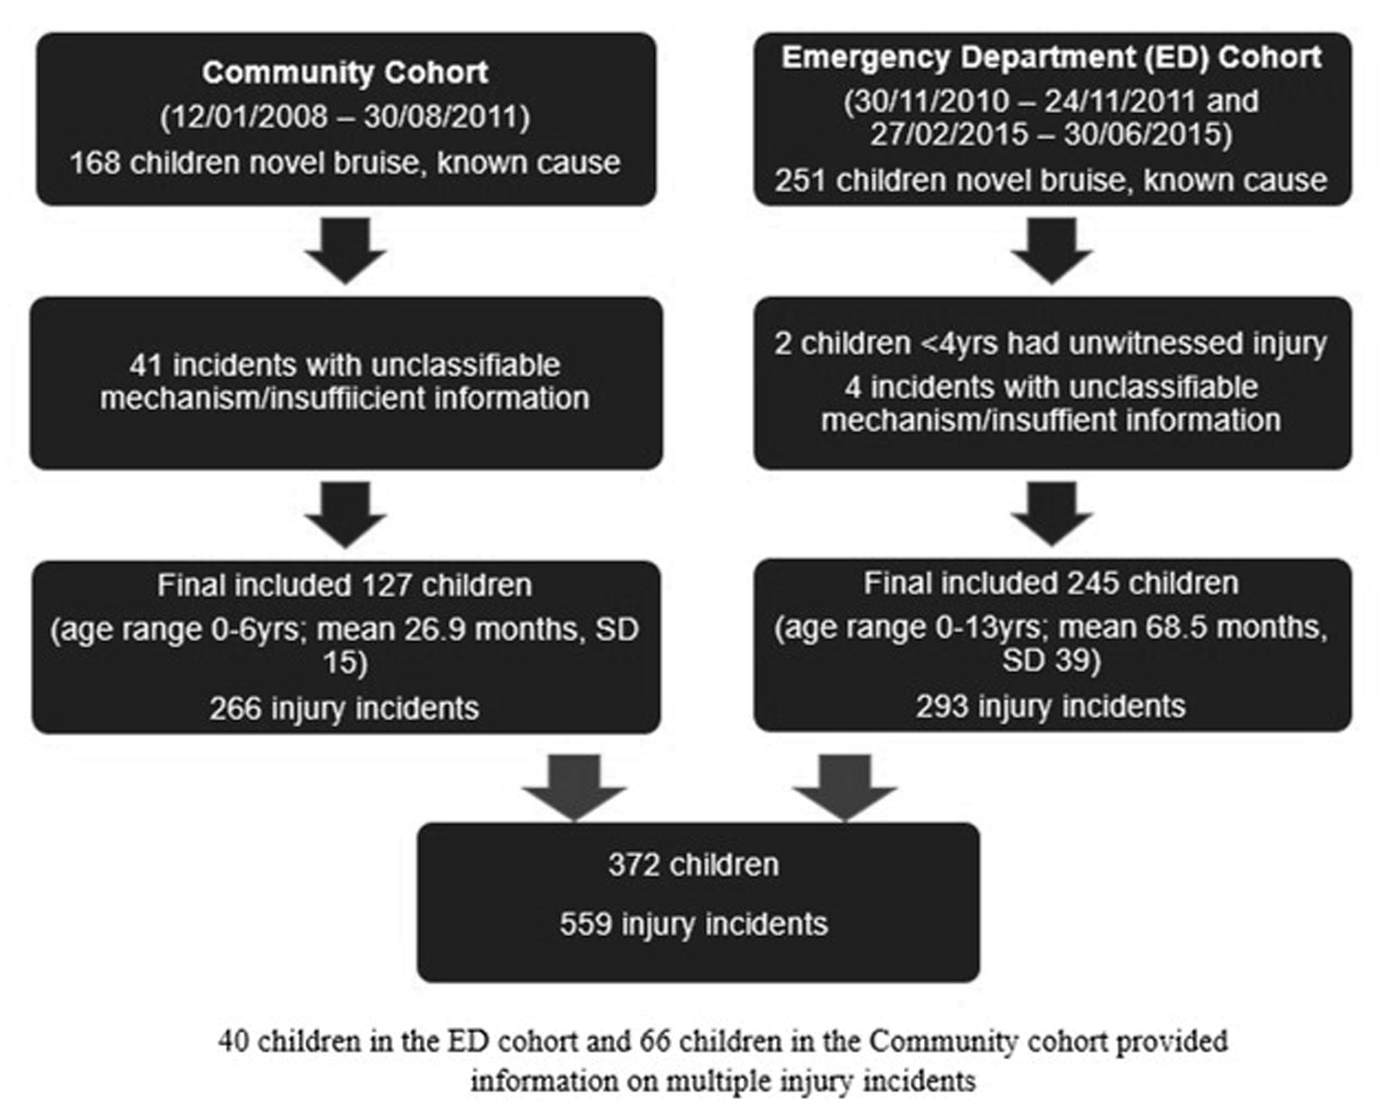 Community Cohort
(12/01/2008 – 30/08/2011)
168 children novel bruise, known cause
41 incidents with unclassifiable
mechanism/insuffiicient information
Final included 127 children
(age range 0-6yrs; mean 26.9 months, SD
15)
266 injury incidents
Emergency Department (ED) Cohort
(30/11/2010 – 24/11/2011 and
27/02/2015 – 30/06/2015)
251 children novel bruise, known cause
2 children <4yrs had unwitnessed injury
4 incidents with unclassifiable
mechanism/insuffient information
Final included 245 children
(age range 0-13yrs; mean 68.5 months,
SD 39)
293 injury incidents
372 children
559 injury incidents
40 children in the ED cohort and 66 children in the Community cohort provided
information on multiple injury incidents